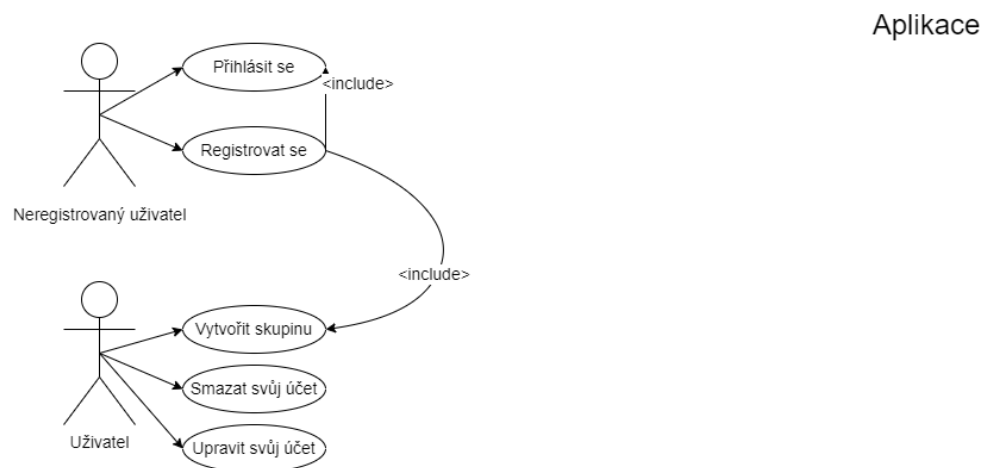 Aplikace
Přihlásit se
<include>
Registrovat se
Neregistrovaný uživatel
<include>
Vytvořit skupinu
Smazat svůj účet
Uživatel
Upravit svůj účet